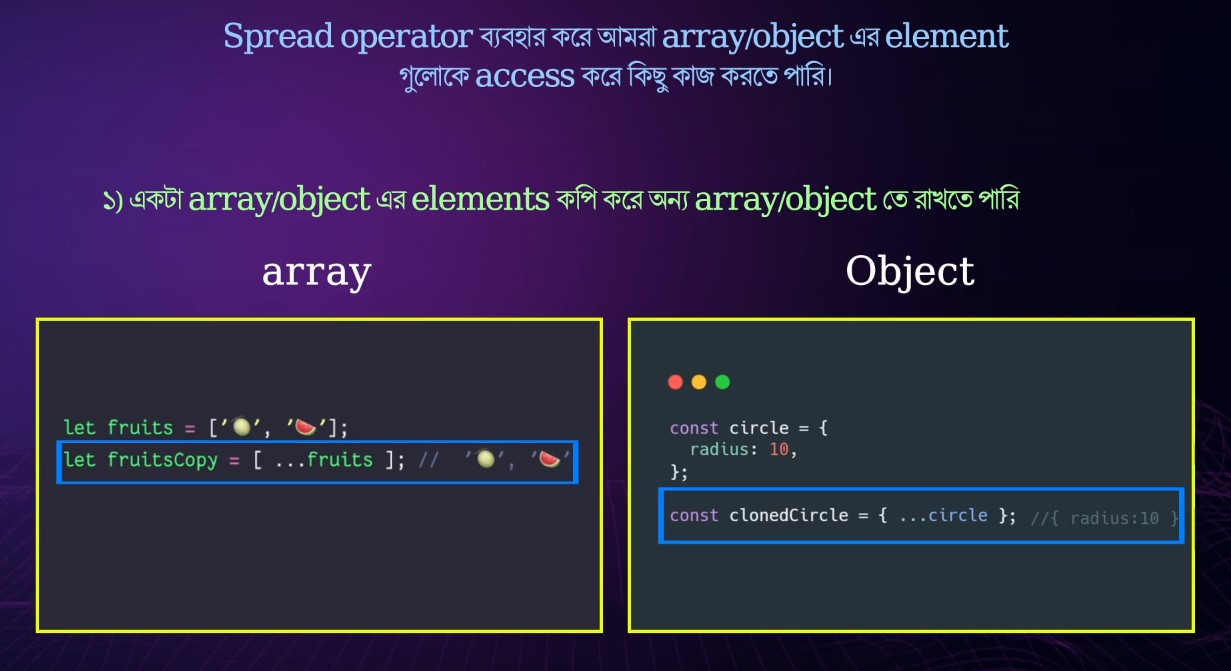 Spread operator ব্যবহার করে আমরা array/object এর element
গুলোকে access করে কিছু কাজ করতে পারি।
১) একটা array/object এর elements কপি করে অন্য array/object তে রাখতে পারি
array
let fruits = ['🍈', '🍉'];
let fruitsCopy = [ ...fruits ]; // '🍈', '🍉'
Object
const circle = {
radius: 10,
};
const clonedCircle = { ...circle }; //{ radius:10 }